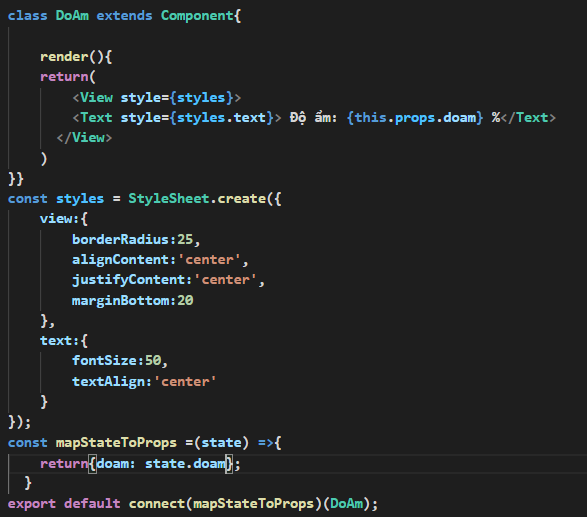 class DoAm extends Component{
render(){
return(
<View style={styles}>
<Text style={styles.text}> Độ ẩm: {this.props.doam} %</Text>
</View>
)
}}
const styles = StyleSheet.create({
view:{
borderRadius:25,
alignContent:'center',
justifyContent:'center',
marginBottom:20
},
text:{
fontSize:50,
textAlign:'center'
}
});
const mapStateToProps =(state) =>{
return{doam: state.doam};
}
export default connect(mapStateToProps)(DoAm);